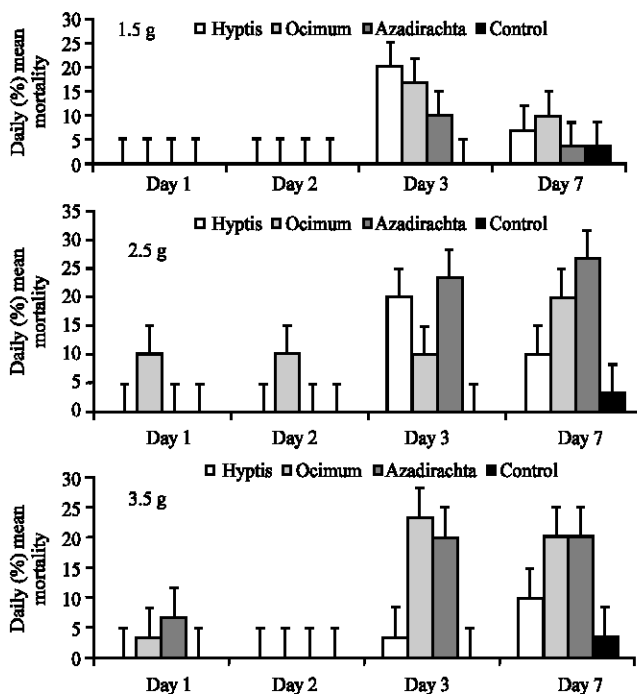 1.5 g
Hyptis Ocimum Azadirachta Control
Daily (%) mean
mortality
30
25
20
15
10
5
0
Day 1 Day 2 Day 3 Day 7
2.5 g
Hyptis Ocimum Azadirachta Control
Daily (%) mean
mortality
35
30
25
20
15
10
5
0
Day 1 Day 2 Day 3 Day 7
Hyptis Ocimum Azadirachta Control
3.5 g
Daily (%) mean
mortality
30
25
20
15
10
5
0
Day 1 Day 2 Day 3 Day 7